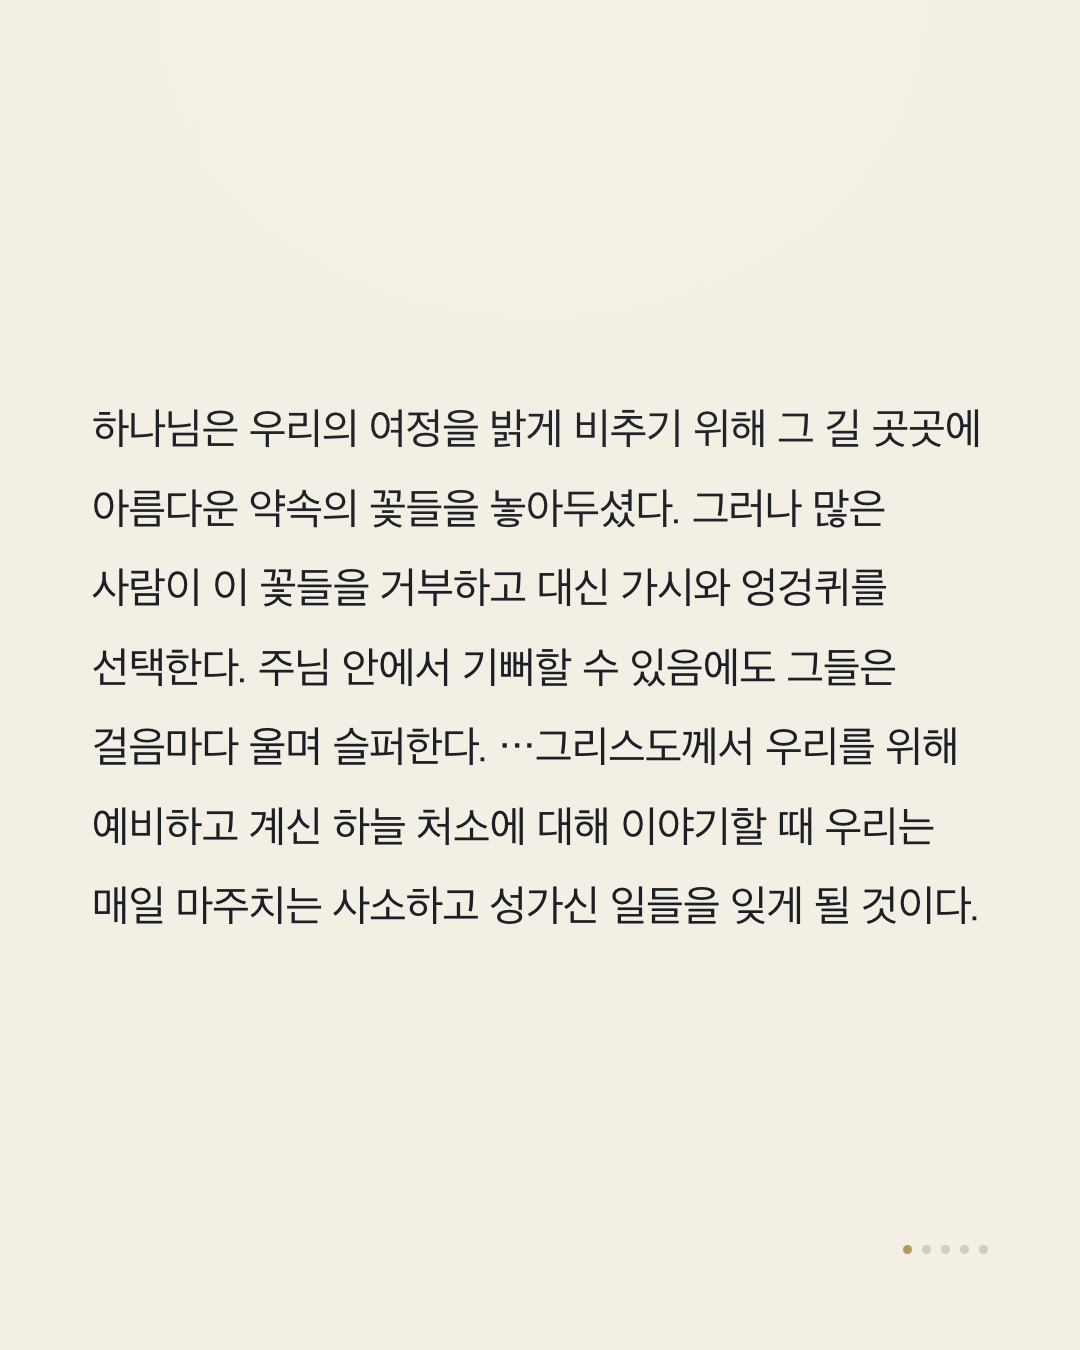 하나님은 우리의 여정을 밝게 비추기 위해 그 길 곳곳에
아름다운 약속의 꽃들을 놓아두셨다. 그러나 많은
사람이 이 꽃들을 거부하고 대신 가시와 엉겅퀴를
선택한다. 주님 안에서 기뻐할 수 있음에도 그들은
걸음마다 울며 슬퍼한다. …그리스도께서 우리를 위해
예비하고 계신 하늘 처소에 대해 이야기할 때 우리는
매일 마주치는 사소하고 성가신 일들을 잊게 될 것이다.